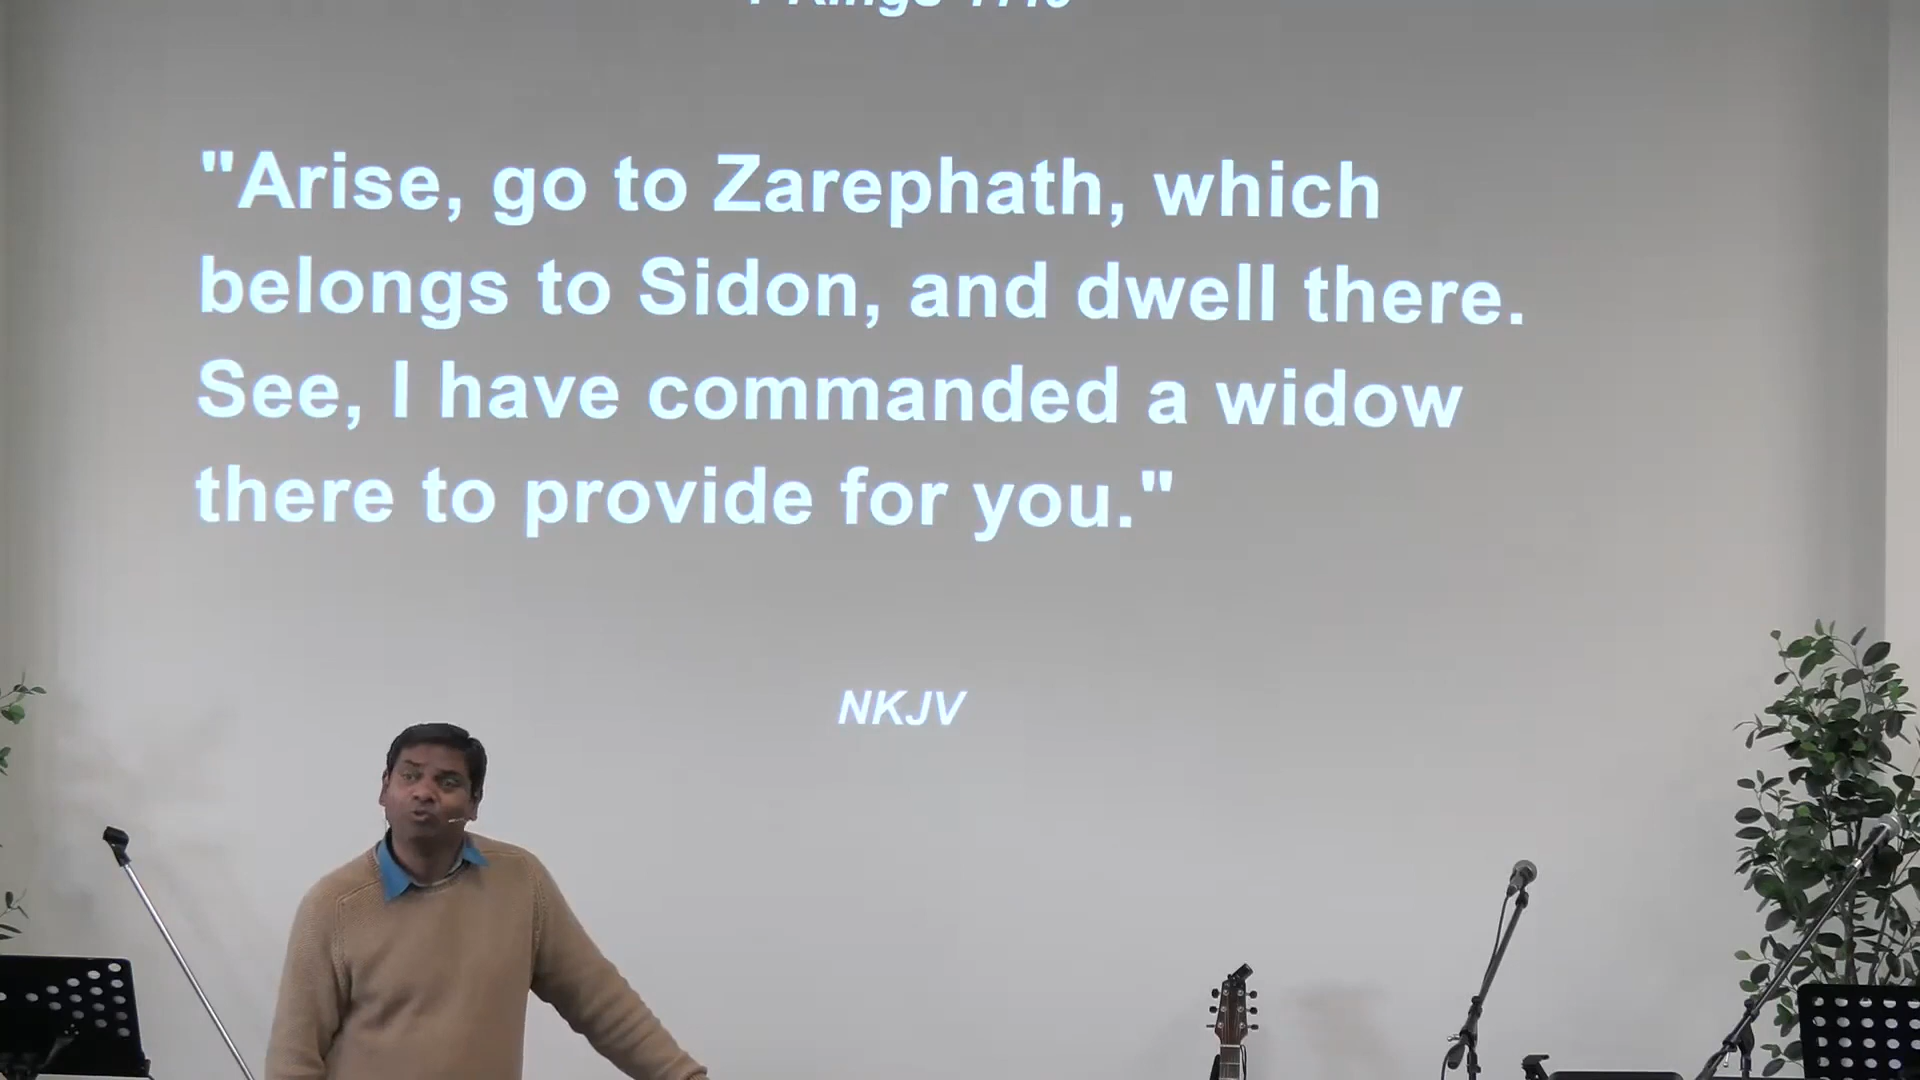 "Arise, go to Zarephath, which
belongs to Sidon, and dwell there.
See, I have commanded a widow
there to provide for you."
NKJV